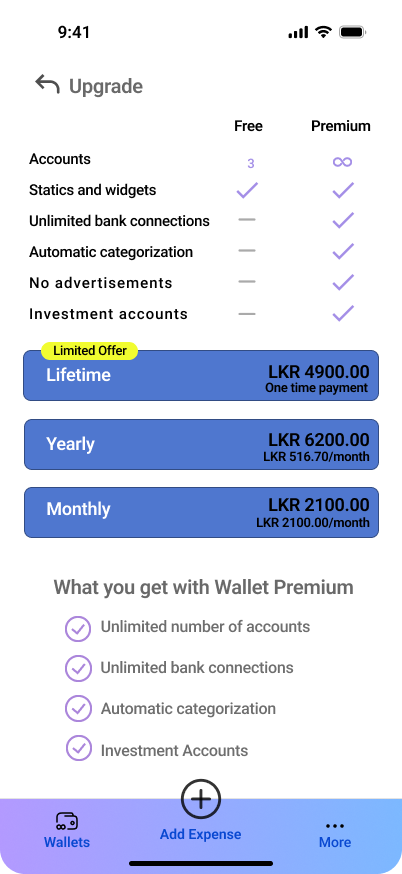 9:41
Upgrade
Free Premium
Accounts 3 ∞
Statics and widgets
Unlimited bank connections —
Automatic categorization —
No advertisements —
Investment accounts —
Limited Offer
Lifetime LKR 4900.00
One time payment
Yearly LKR 6200.00
LKR 516.70/month
Monthly LKR 2100.00
LKR 2100.00/month
What you get with Wallet Premium
Unlimited number of accounts
Unlimited bank connections
Automatic categorization
Investment Accounts
Wallets Add Expense More